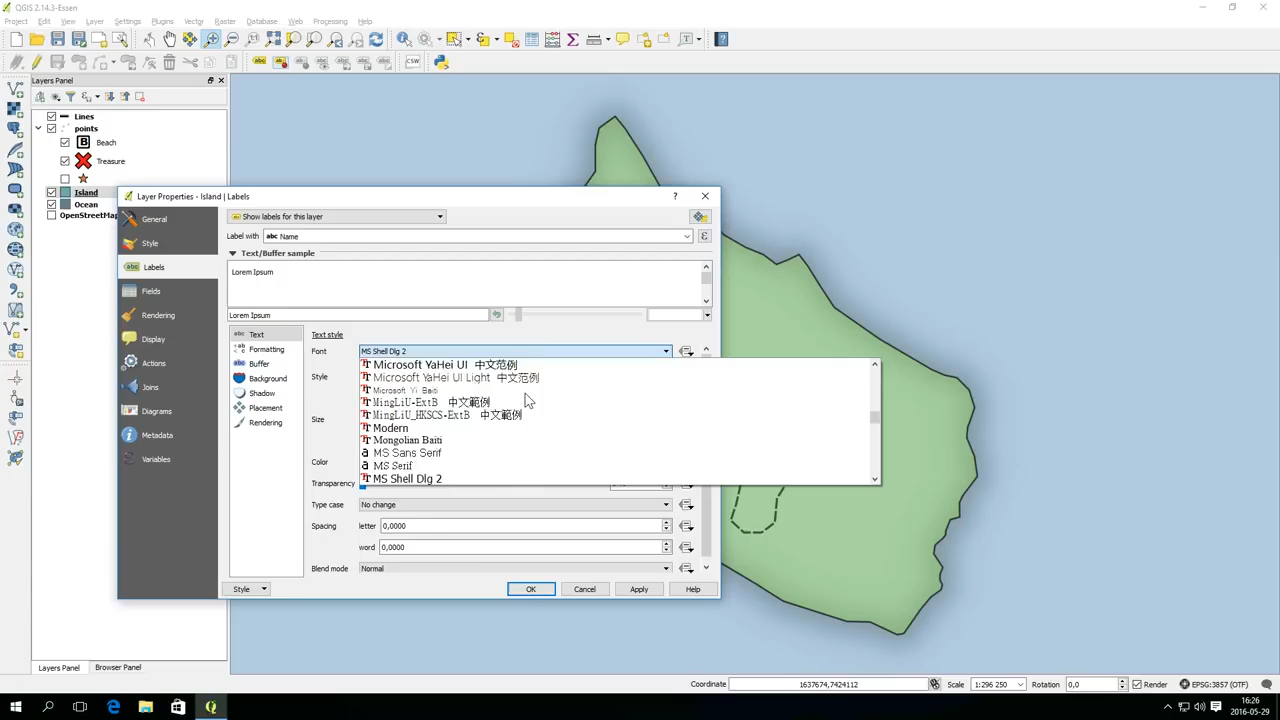 QGIS 2.14.3-Essen
Project Edit View Layer Settings Plugins Vector Raster Database Web Processing Help
Layers Panel
Lines
points
Beach
Treasure
Island
Ocean
OpenStreetMap
Layer Properties - Island | Labels
General
Style
Labels
Fields
Rendering
Display
Actions
Joins
Diagrams
Metadata
Variables
Show labels for this layer
Label with abc Name
Text/Buffer sample
Lorem Ipsum
Lorem Ipsum
Text
Formatting
Buffer
Background
Shadow
Placement
Rendering
Text style
Font MS Shell Dlg 2
Microsoft YaHei UI 中文范例
Microsoft YaHei UI Light 中文范例
Microsoft Yi Baiti
MingLiU-ExtB 中文範例
MingLiU_HKSCS-ExtB 中文範例
Modern
Mongolian Baiti
MS Sans Serif
MS Serif
MS Shell Dlg 2
Style
Size
Color
Transparency
Type case No change
Spacing letter 0,0000
word 0,0000
Blend mode Normal
Style OK Cancel Apply Help
Layers Panel Browser Panel
Coordinate 1637674,7424112 Scale 1:296 250 Rotation 0,0 Render EPSG:3857 (OTF)
16:26
2016-05-29